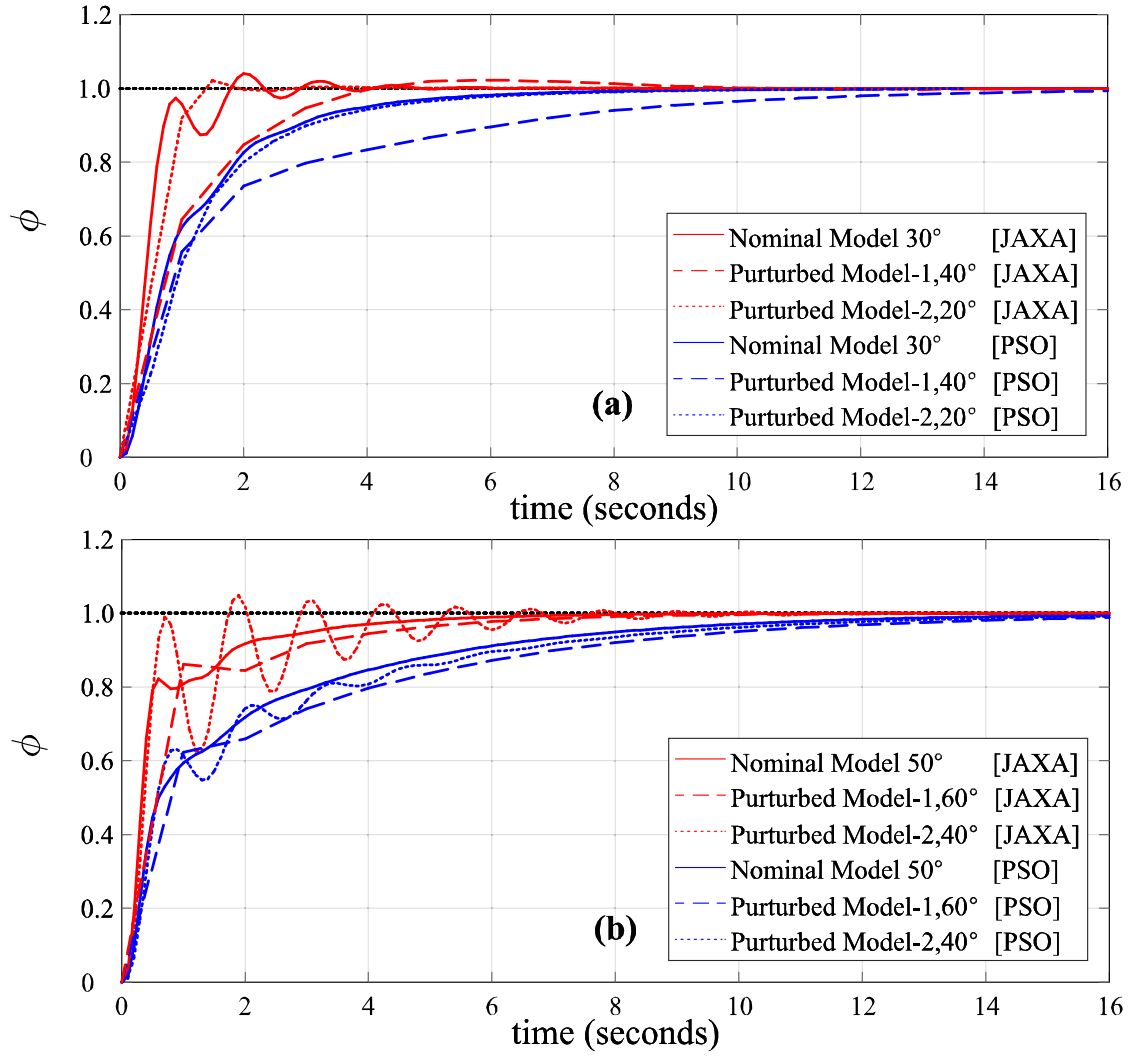 1.2
1.0
0.8
0.6
0.4
0.2
0
ϕ
Nominal Model 30° [JAXA]
Purturbed Model-1,40° [JAXA]
Purturbed Model-2,20° [JAXA]
Nominal Model 30° [PSO]
Purturbed Model-1,40° [PSO]
Purturbed Model-2,20° [PSO]
(a)
0 2 4 6 8 10 12 14 16
time (seconds)
1.2
1.0
0.8
0.6
0.4
0.2
0
ϕ
Nominal Model 50° [JAXA]
Purturbed Model-1,60° [JAXA]
Purturbed Model-2,40° [JAXA]
Nominal Model 50° [PSO]
Purturbed Model-1,60° [PSO]
Purturbed Model-2,40° [PSO]
(b)
0 2 4 6 8 10 12 14 16
time (seconds)